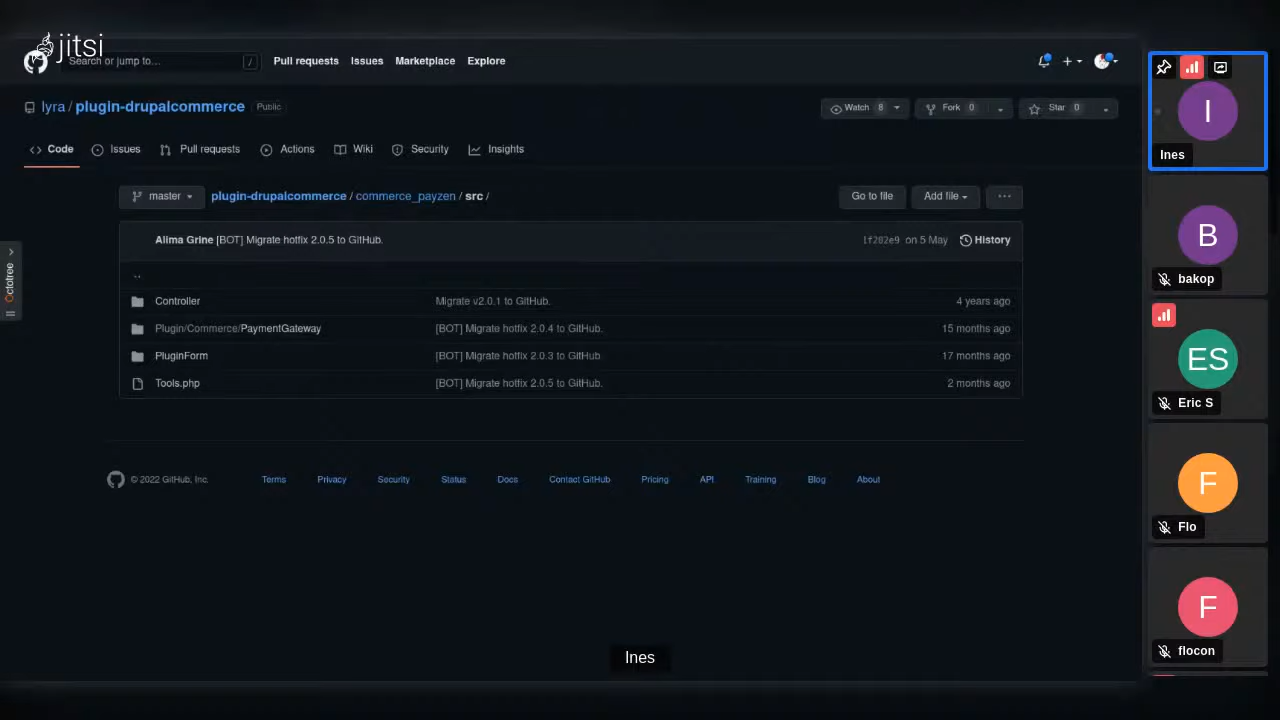 jitsi
Search or jump to... / Pull requests Issues Marketplace Explore
lyra / plugin-drupalcommerce Public Watch 8 Fork 0 Star 0
Code Issues Pull requests Actions Wiki Security Insights
master plugin-drupalcommerce / commerce_payzen / src / Go to file Add file ...
Alima Grine [BOT] Migrate hotfix 2.0.5 to GitHub. 1f202e9 on 5 May History
..
Controller Migrate v2.0.1 to GitHub. 4 years ago
Plugin/Commerce/PaymentGateway [BOT] Migrate hotfix 2.0.4 to GitHub. 15 months ago
PluginForm [BOT] Migrate hotfix 2.0.3 to GitHub. 17 months ago
Tools.php [BOT] Migrate hotfix 2.0.5 to GitHub. 2 months ago
© 2022 GitHub, Inc. Terms Privacy Security Status Docs Contact GitHub Pricing API Training Blog About
Octotree
Ines
I
Ines
B
bakop
ES
Eric S
F
Flo
F
flocon